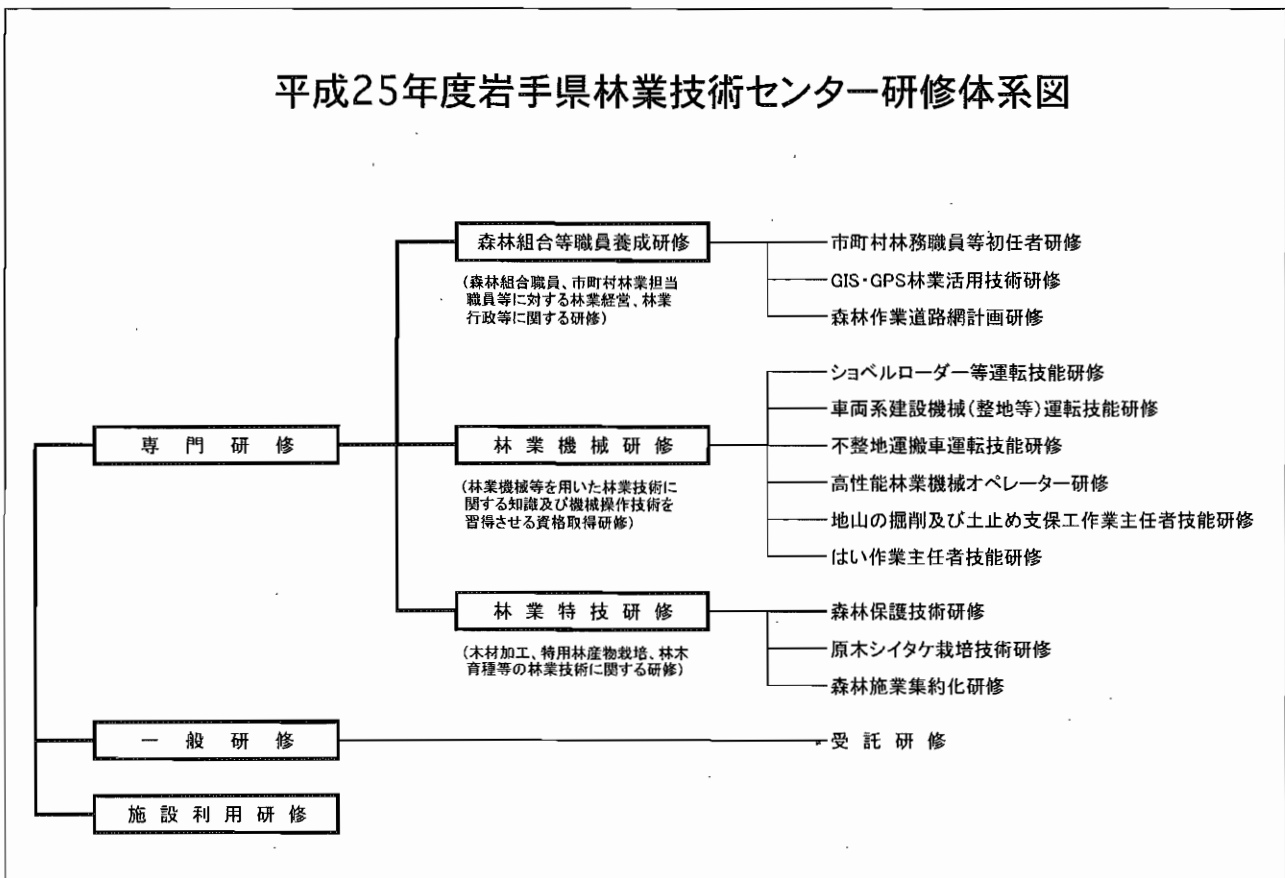 平成25年度岩手県林業技術センター研修体系図
専門研修
森林組合等職員養成研修
(森林組合職員、市町村林業担当
職員等に対する林業経営、林業
行政等に関する研修)
市町村林務職員等初任者研修
GIS・GPS林業活用技術研修
森林作業道路網計画研修
林業機械研修
(林業機械等を用いた林業技術に
関する知識及び機械操作技術を
習得させる資格取得研修)
ショベルローダー等運転技能研修
車両系建設機械(整地等)運転技能研修
不整地運搬車運転技能研修
高性能林業機械オペレーター研修
地山の掘削及び土止め支保工作業主任者技能研修
はい作業主任者技能研修
林業特技研修
(木材加工、特用林産物栽培、林木
育種等の林業技術に関する研修)
森林保護技術研修
原木シイタケ栽培技術研修
森林施業集約化研修
一般研修
受託研修
施設利用研修